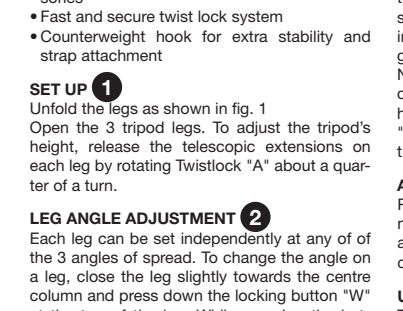 • Fast and secure twist lock system
• Counterweight hook for extra stability and
strap attachment
SET UP 1
Unfold the legs as shown in fig. 1
Open the 3 tripod legs. To adjust the tripod's
height, release the telescopic extensions on
each leg by rotating Twistlock "A" about a quar-
ter of a turn.
LEG ANGLE ADJUSTMENT 2
Each leg can be set independently at any of of
the 3 angles of spread. To change the angle on
a leg, close the leg slightly towards the centre
column and press down the locking button "W"